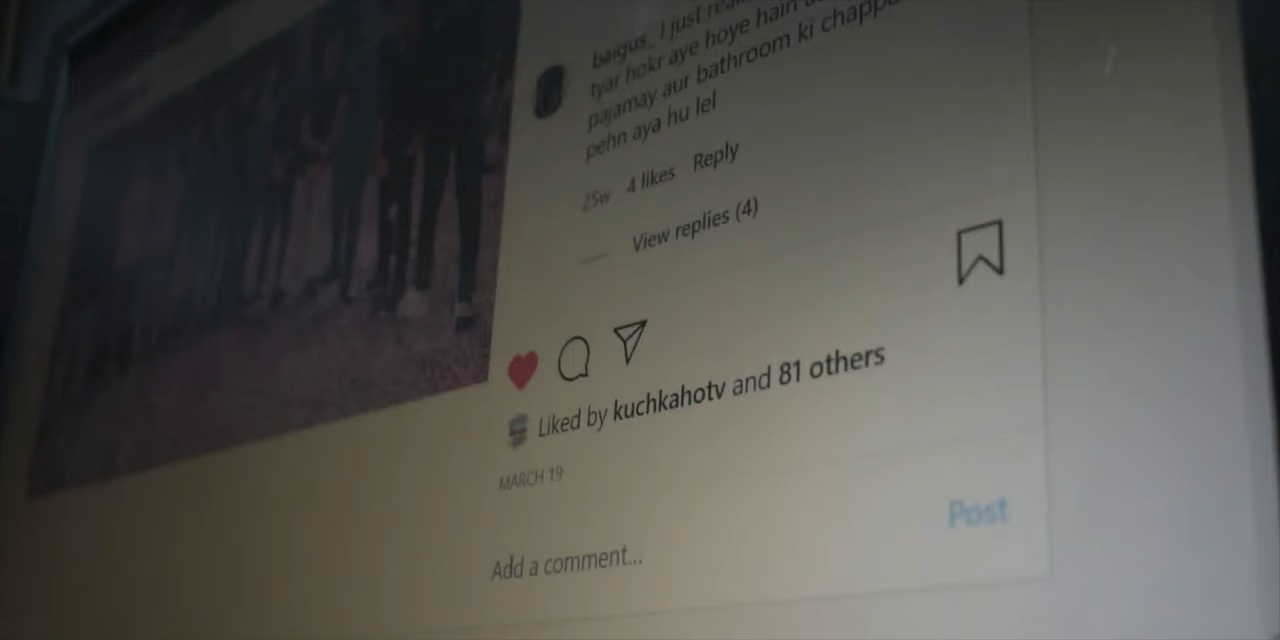 baigus_ I just
tyar hokr aye hoye hain
pajamay aur bathroom ki
pehn aya hu lel
25w 4 likes Reply
View replies (4)
Liked by kuchkahotv and 81 others
MARCH 19
Add a comment...
Post